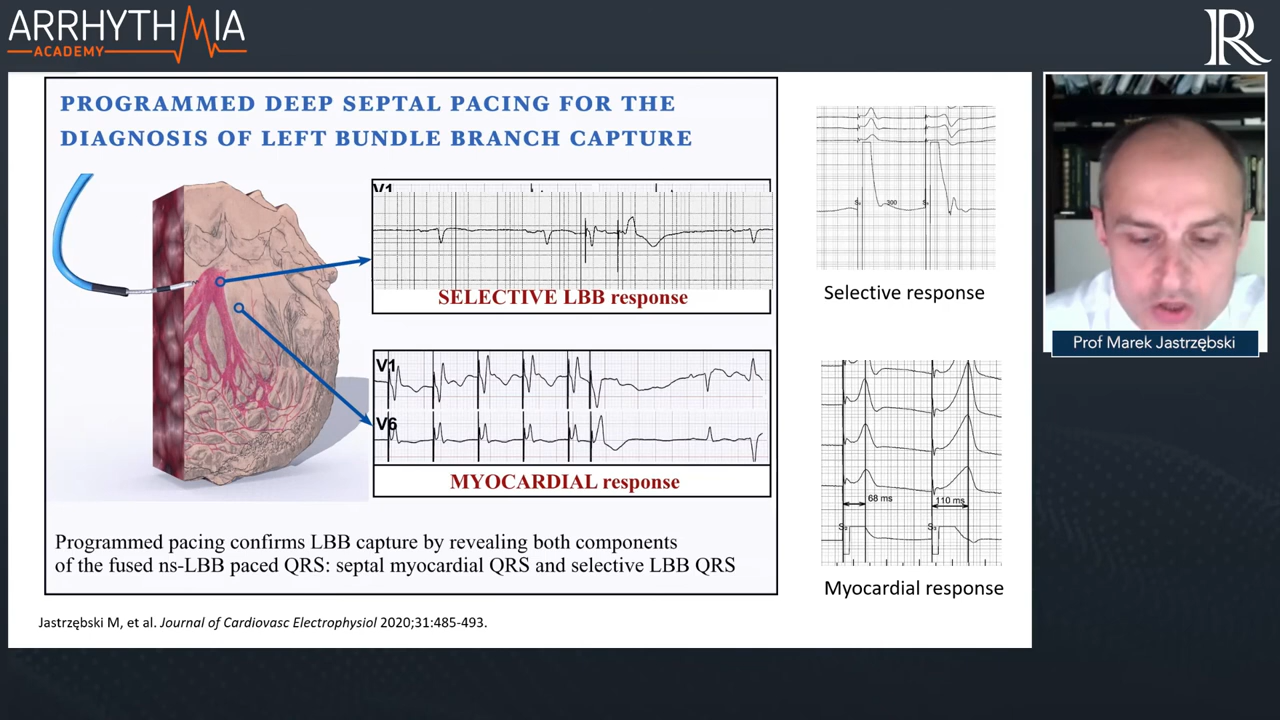 ARRHYTHMIA
ACADEMY
R
PROGRAMMED DEEP SEPTAL PACING FOR THE
DIAGNOSIS OF LEFT BUNDLE BRANCH CAPTURE
V1
SELECTIVE LBB response
V1
V6
MYOCARDIAL response
Programmed pacing confirms LBB capture by revealing both components
of the fused ns-LBB paced QRS: septal myocardial QRS and selective LBB QRS
Jastrzębski M, et al. Journal of Cardiovasc Electrophysiol 2020;31:485-493.
300
Selective response
68 ms
110 ms
Myocardial response
Prof Marek Jastrzębski